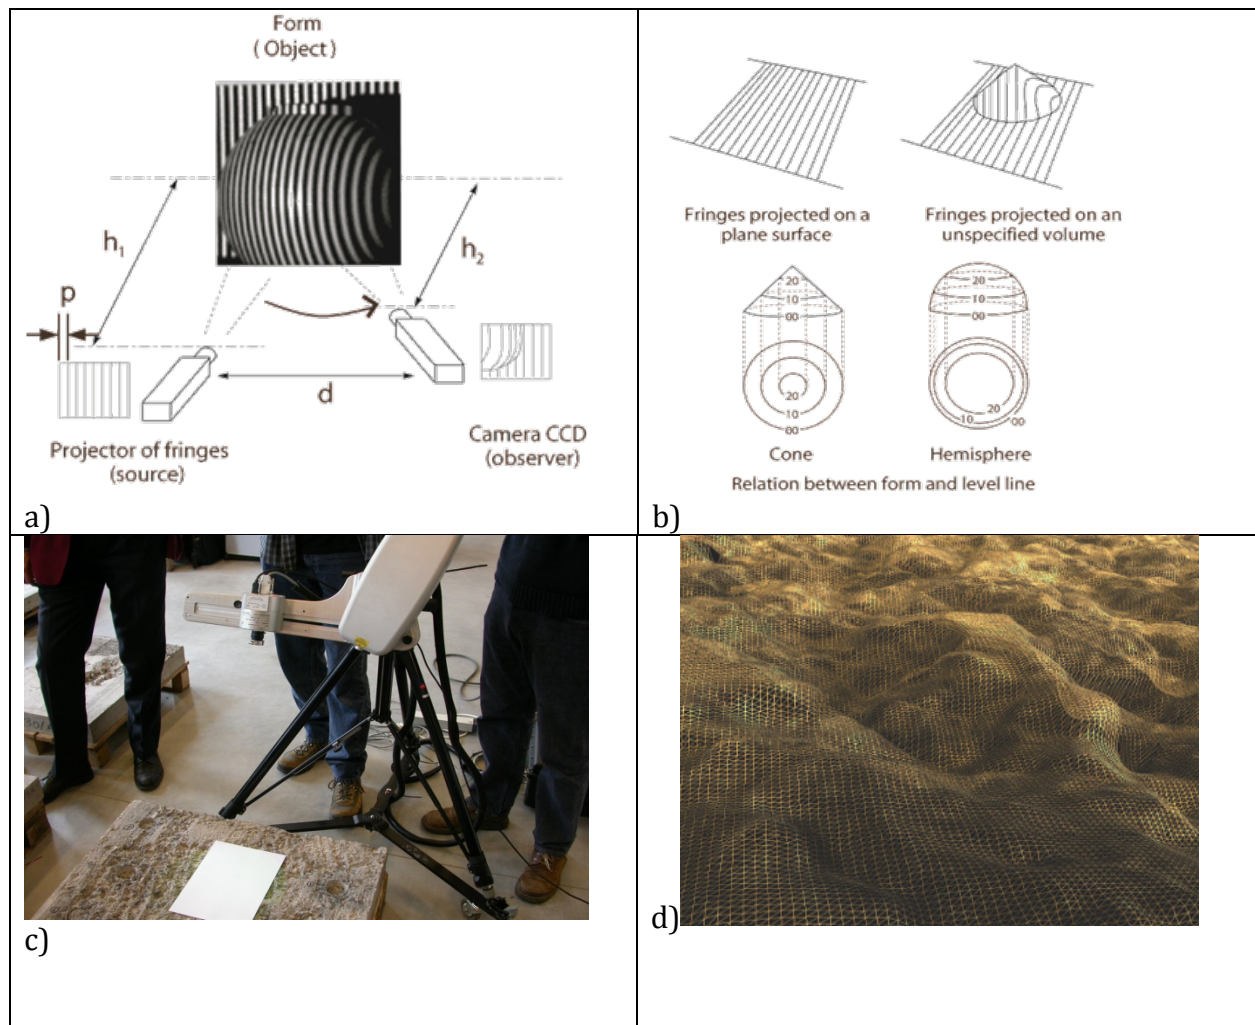 Form
( Object)
h1
h2
p
d
Projector of fringes
(source)
Camera CCD
(observer)
a)
Fringes projected on a
plane surface
Fringes projected on an
unspecified volume
20
10
00
20
10
00
20
10
00
20
10
00
Cone
Hemisphere
Relation between form and level line
b)
c)
d)